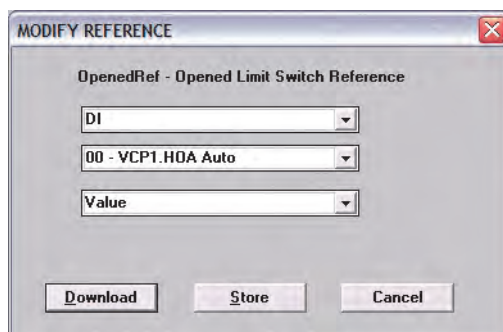 MODIFY REFERENCE
OpenedRef - Opened Limit Switch Reference
DI
00 - VCP1.HOA Auto
Value
Download Store Cancel